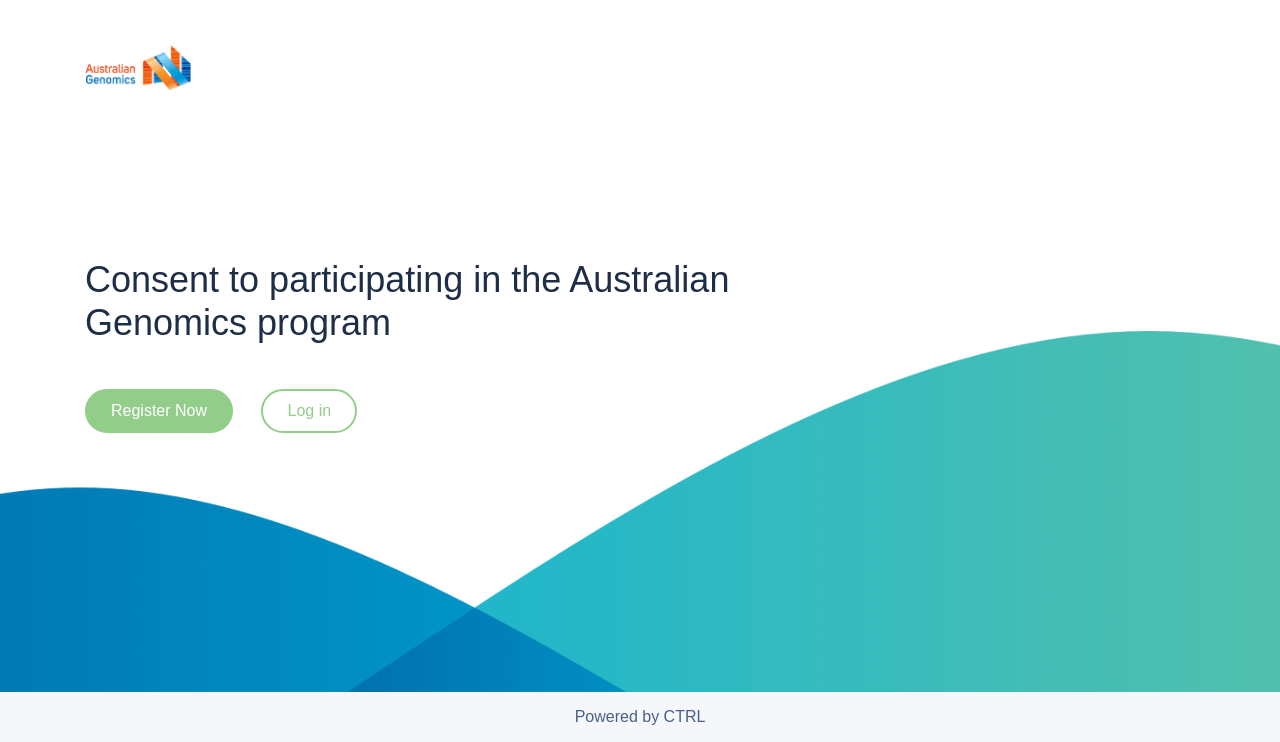 Australian
Genomics
Consent to participating in the Australian
Genomics program
Register Now
Log in
Powered by CTRL